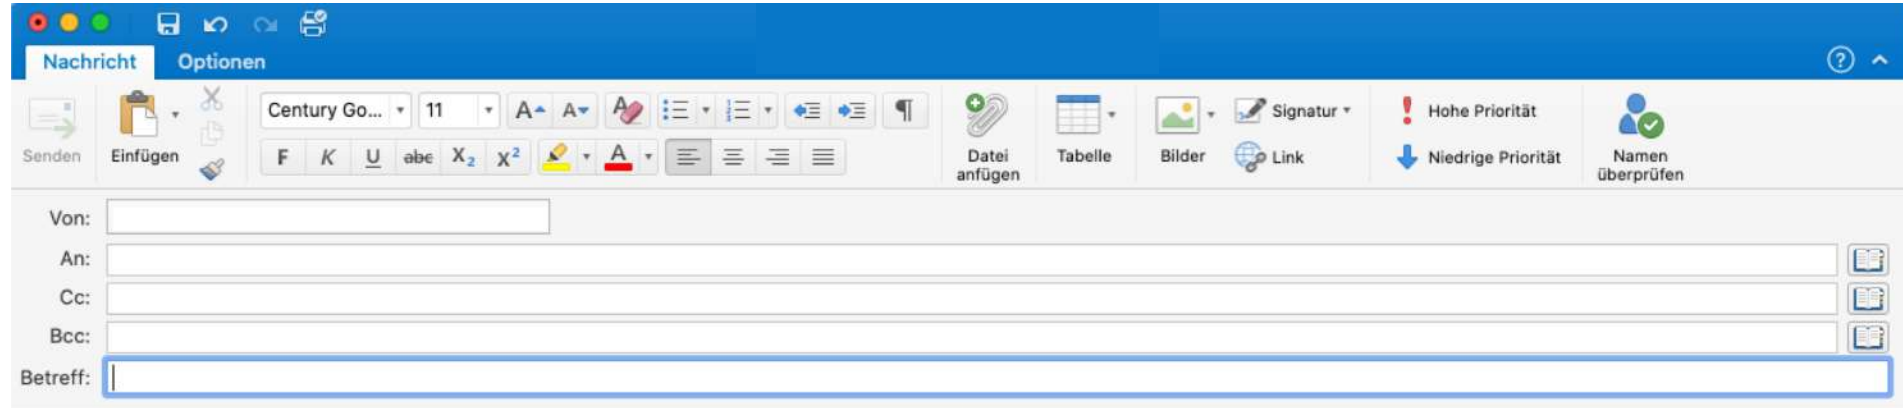 Nachricht Optionen ?
Century Go... 11 A A A ¶
Senden Einfügen F K U abc X₂ X² A
Datei anfügen Tabelle Bilder Signatur Link
Hohe Priorität
Niedrige Priorität
Namen überprüfen
Von:
An:
Cc:
Bcc:
Betreff: